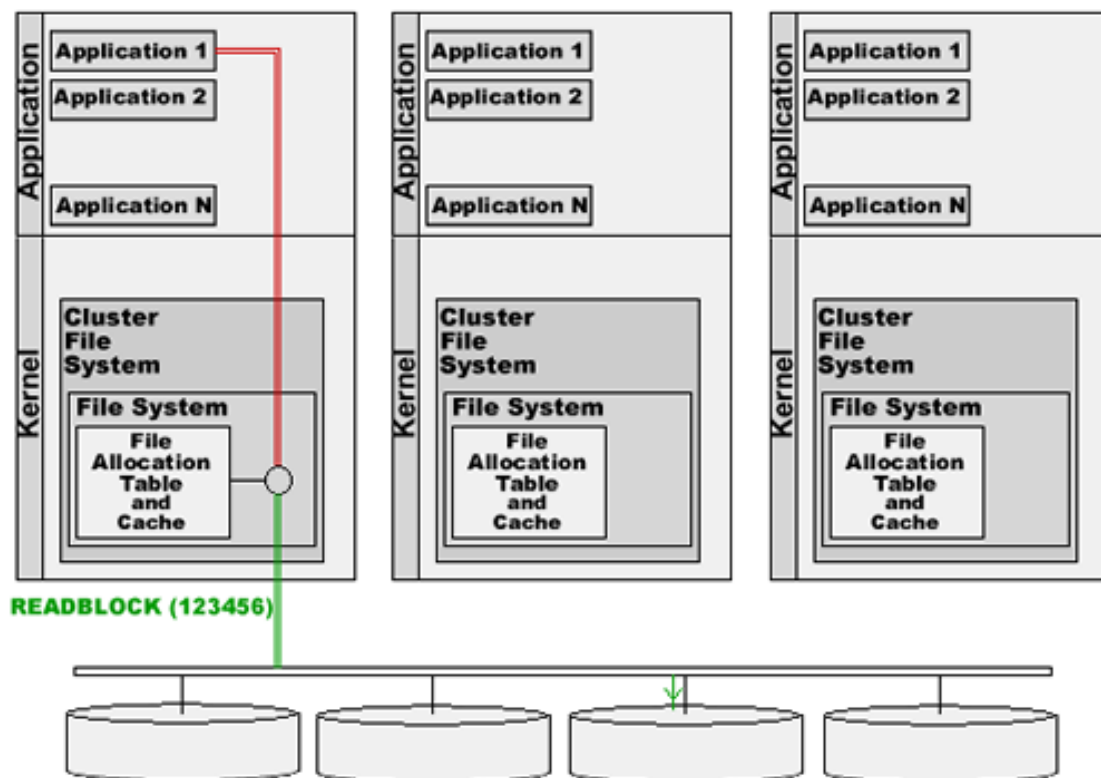 Application
Application 1
Application 2
Application N
Kernel
Cluster
File
System
File System
File
Allocation
Table
and
Cache
Application
Application 1
Application 2
Application N
Kernel
Cluster
File
System
File System
File
Allocation
Table
and
Cache
Application
Application 1
Application 2
Application N
Kernel
Cluster
File
System
File System
File
Allocation
Table
and
Cache
READBLOCK (123456)